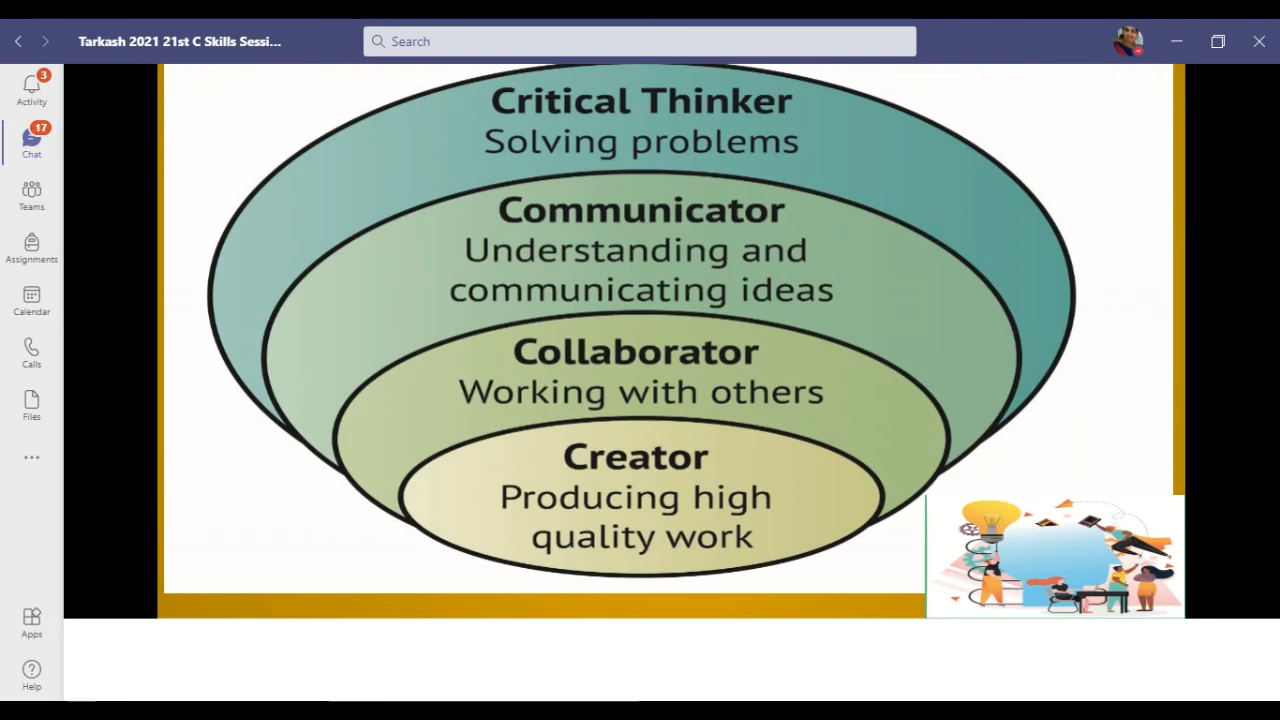 Tarkash 2021 21st C Skills Sessi...
Search
3
Activity
17
Chat
Teams
Assignments
Calendar
Calls
Files
Apps
Help
Critical Thinker
Solving problems
Communicator
Understanding and
communicating ideas
Collaborator
Working with others
Creator
Producing high
quality work